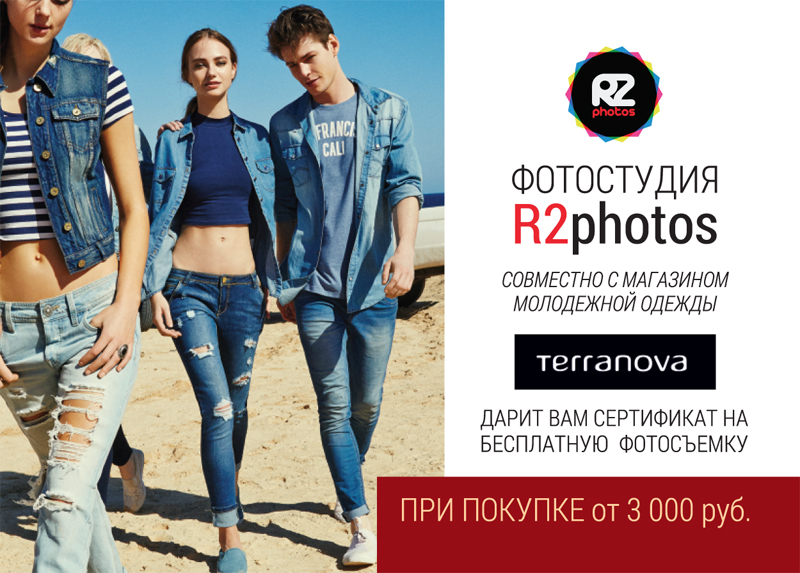 FRANCI
CALI
R2
photos
ФОТОСТУДИЯ
R2photos
СОВМЕСТНО С МАГАЗИНОМ
МОЛОДЕЖНОЙ ОДЕЖДЫ
Terranova
ДАРИТ ВАМ СЕРТИФИКАТ НА
БЕСПЛАТНУЮ ФОТОСЪЕМКУ
ПРИ ПОКУПКЕ от 3 000 руб.